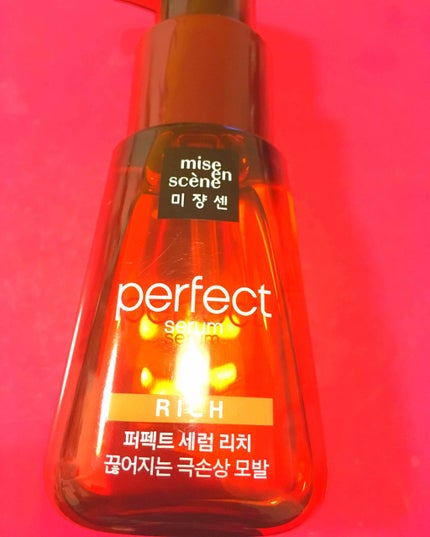 mise
en
scène
미쟝센
perfect
serum
RICH
퍼펙트 세럼 리치
끊어지는 극손상 모발